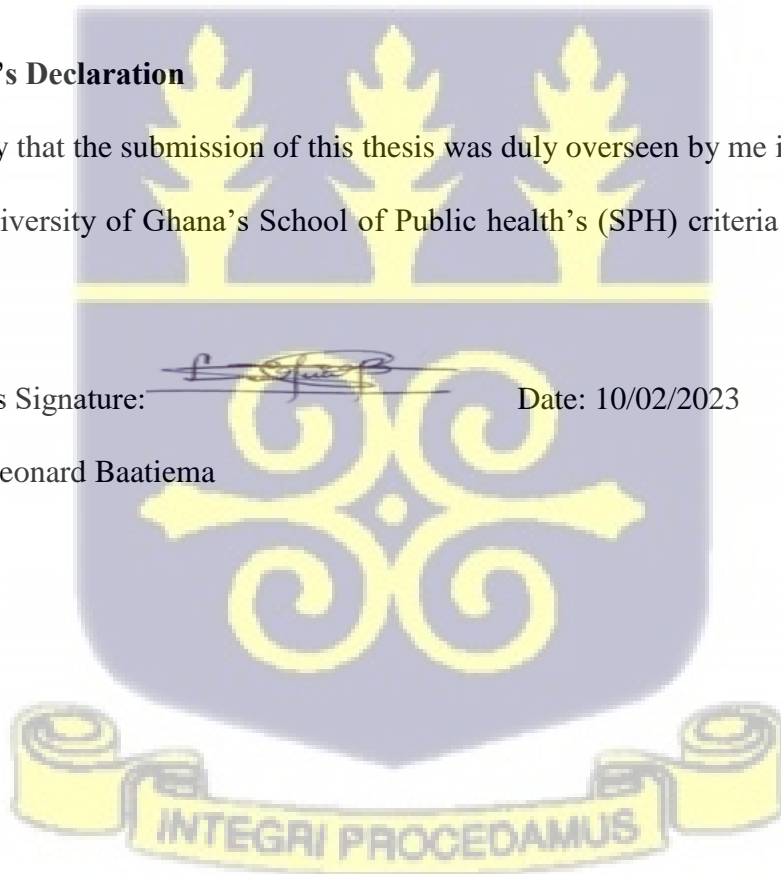 ’s Declaration
y that the submission of this thesis was duly overseen by me i
iversity of Ghana’s School of Public health’s (SPH) criteria
s Signature: Date: 10/02/2023
eonard Baatiema
INTEGRI PROCEDAMUS